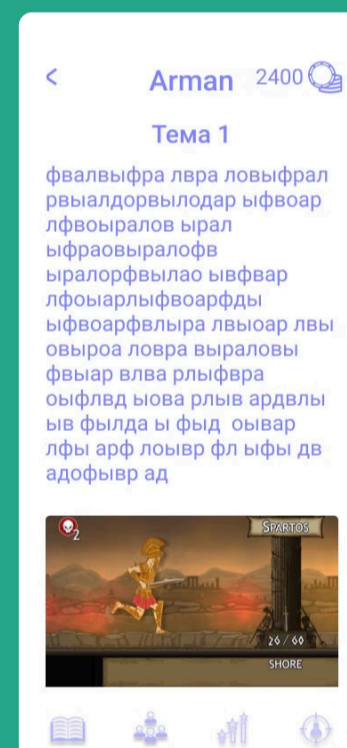 <
Arman
2400
Тема 1
фвалвыфра лвра ловыфрал
рвыалдорвылодар ыфвоар
лфвоыралов ырал
ыфраовыралофв
ыралорфвылао ывфвар
лфоыарлыфвоарфды
ыфвоарфвлыра лвыоар лвы
овыроа ловра выраловы
фвыар влва рлыфвра
оыфлвд ыова рлыв ардвлы
ыв фылда ы фыд оывар
лфы арф лоывр фл ыфы дв
адофывр ад
2
SPARTOS
26 / 60
SHORE